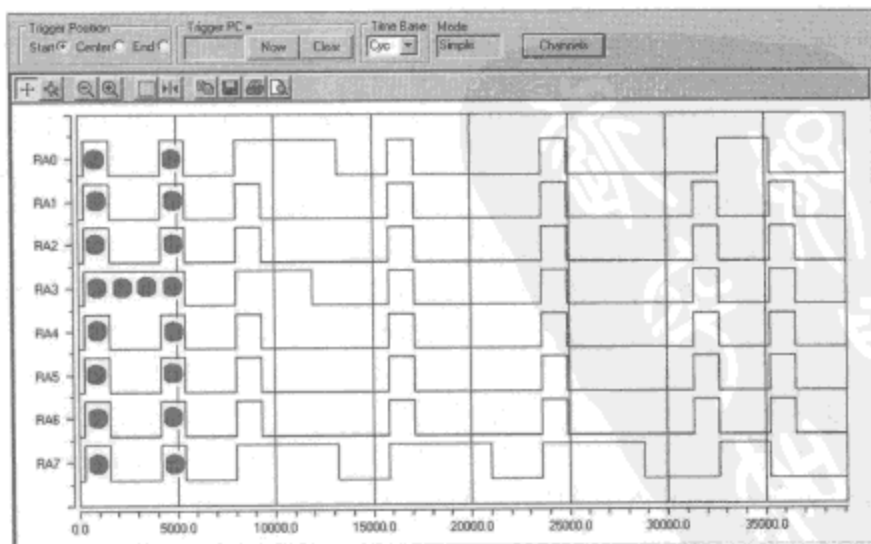 Trigger Position
Start Center End
Trigger PC =
Now Clear
Time Base
Cyc
Mode
Simple
Channels
RA0
RA1
RA2
RA3
RA4
RA5
RA6
RA7
0.0 5000.0 10000.0 15000.0 20000.0 25000.0 30000.0 35000.0